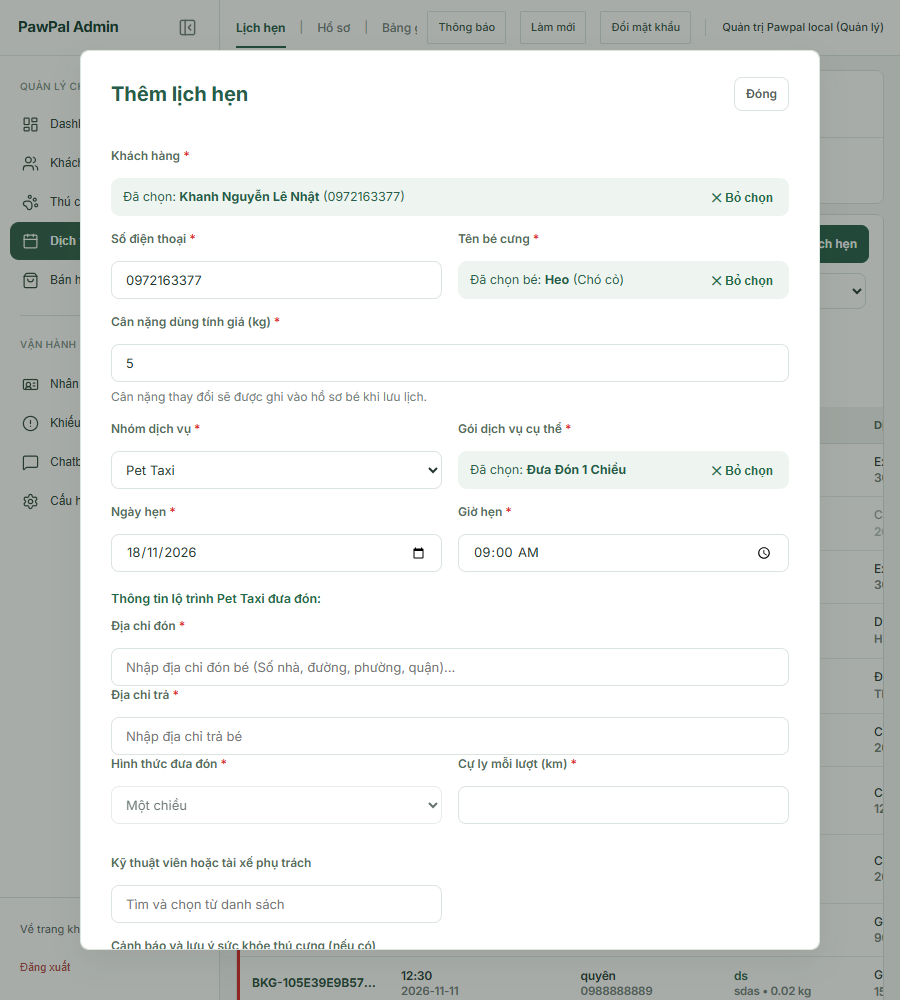 PawPal Admin
Lịch hẹn | Hồ sơ | Bảng
Thông báo
Làm mới
Đổi mật khẩu
Quản trị Pawpal local (Quản lý)
QUẢN LÝ
Thêm lịch hẹn
Đóng
Khách hàng *
Đã chọn: Khanh Nguyễn Lê Nhật (0972163377)
Bỏ chọn
Số điện thoại *
Tên bé cưng *
0972163377
Đã chọn bé: Heo (Chó cỏ)
Bỏ chọn
Cân nặng dùng tính giá (kg) *
5
Cân nặng thay đổi sẽ được ghi vào hồ sơ bé khi lưu lịch.
Nhóm dịch vụ *
Gói dịch vụ cụ thể *
Pet Taxi
Đã chọn: Đưa Đón 1 Chiều
Bỏ chọn
Ngày hẹn *
Giờ hẹn *
18/11/2026
09:00 AM
Thông tin lộ trình Pet Taxi đưa đón:
Địa chỉ đón *
Nhập địa chỉ đón bé (Số nhà, đường, phường, quận)...
Địa chỉ trả *
Nhập địa chỉ trả bé
Hình thức đưa đón *
Cự ly mỗi lượt (km) *
Một chiều
Kỹ thuật viên hoặc tài xế phụ trách
Tìm và chọn từ danh sách
Cảnh báo và lưu ý sức khỏe thú cưng (nếu có)
Khách
Thú
Dịch
Bán
hẹn
VẬN HÀNH
Nhân
Khiếu
Cấu
Về trang
Đăng xuất
BKG-105E39E9B57...
12:30
quyên
ds
2026-11-11
0988888889
sdas • 0.02 kg